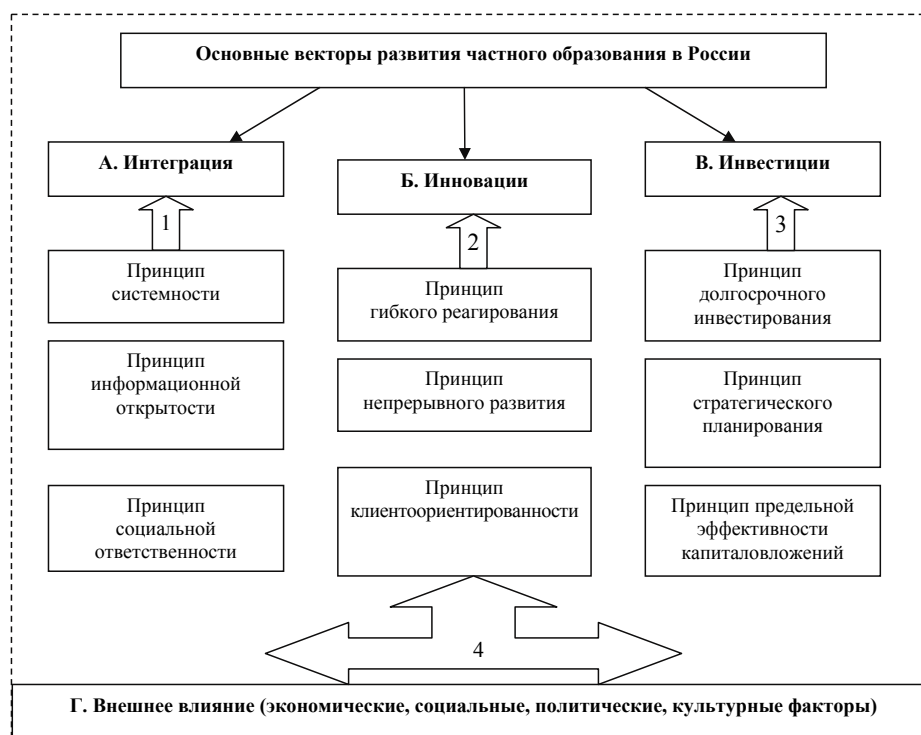 Основные векторы развития частного образования в России
А. Интеграция
Б. Инновации
В. Инвестиции
1
2
3
Принцип
системности
Принцип
гибкого реагирования
Принцип
долгосрочного
инвестирования
Принцип
информационной
открытости
Принцип
непрерывного развития
Принцип
стратегического
планирования
Принцип
социальной
ответственности
Принцип
клиентоориентированности
Принцип предельной
эффективности
капиталовложений
4
Г. Внешнее влияние (экономические, социальные, политические, культурные факторы)